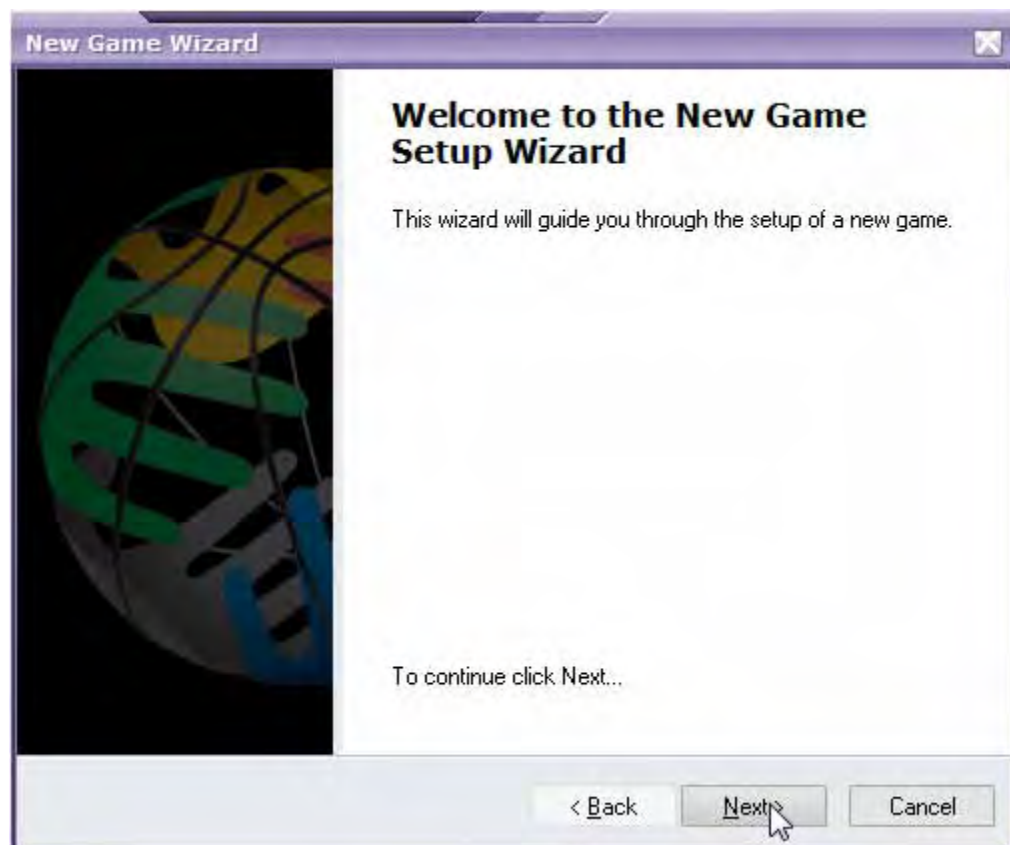 New Game Wizard
Welcome to the New Game
Setup Wizard
This wizard will guide you through the setup of a new game.
To continue click Next...
< Back
Next >
Cancel